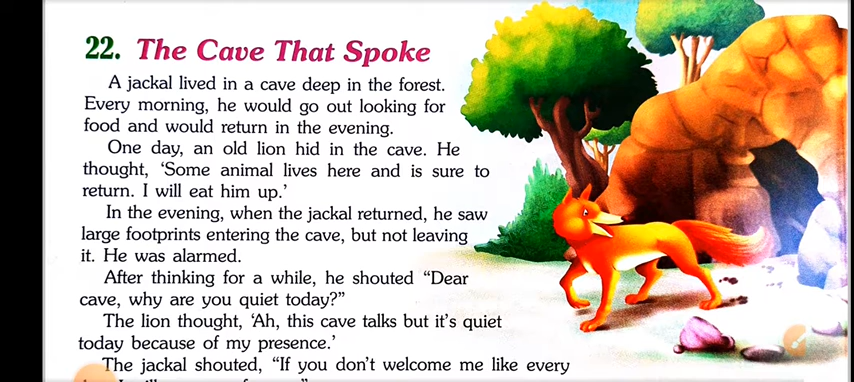 22. The Cave That Spoke
A jackal lived in a cave deep in the forest.
Every morning, he would go out looking for
food and would return in the evening.
One day, an old lion hid in the cave. He
thought, ‘Some animal lives here and is sure to
return. I will eat him up.’
In the evening, when the jackal returned, he saw
large footprints entering the cave, but not leaving
it. He was alarmed.
After thinking for a while, he shouted “Dear
cave, why are you quiet today?”
The lion thought, ‘Ah, this cave talks but it’s quiet
today because of my presence.’
The jackal shouted, “If you don’t welcome me like every